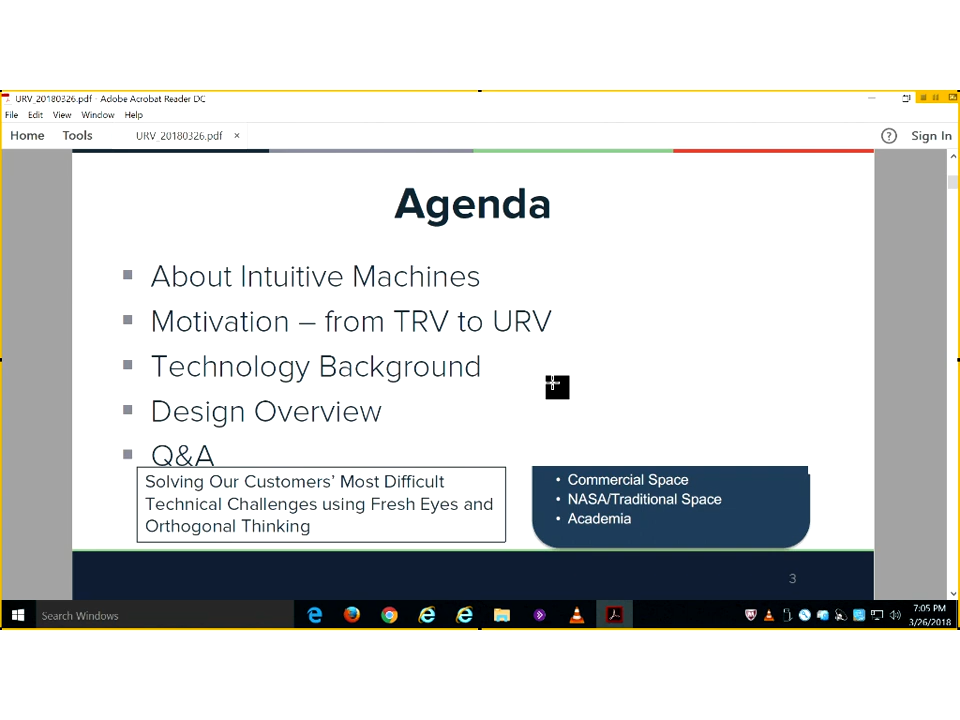 URV_20180326.pdf - Adobe Acrobat Reader DC
File Edit View Window Help
Home Tools URV_20180326.pdf × ? Sign In
Agenda
About Intuitive Machines
Motivation – from TRV to URV
Technology Background
Design Overview
Q&A
Solving Our Customers' Most Difficult
Technical Challenges using Fresh Eyes and
Orthogonal Thinking
• Commercial Space
• NASA/Traditional Space
• Academia
3
Search Windows
7:05 PM
3/26/2018